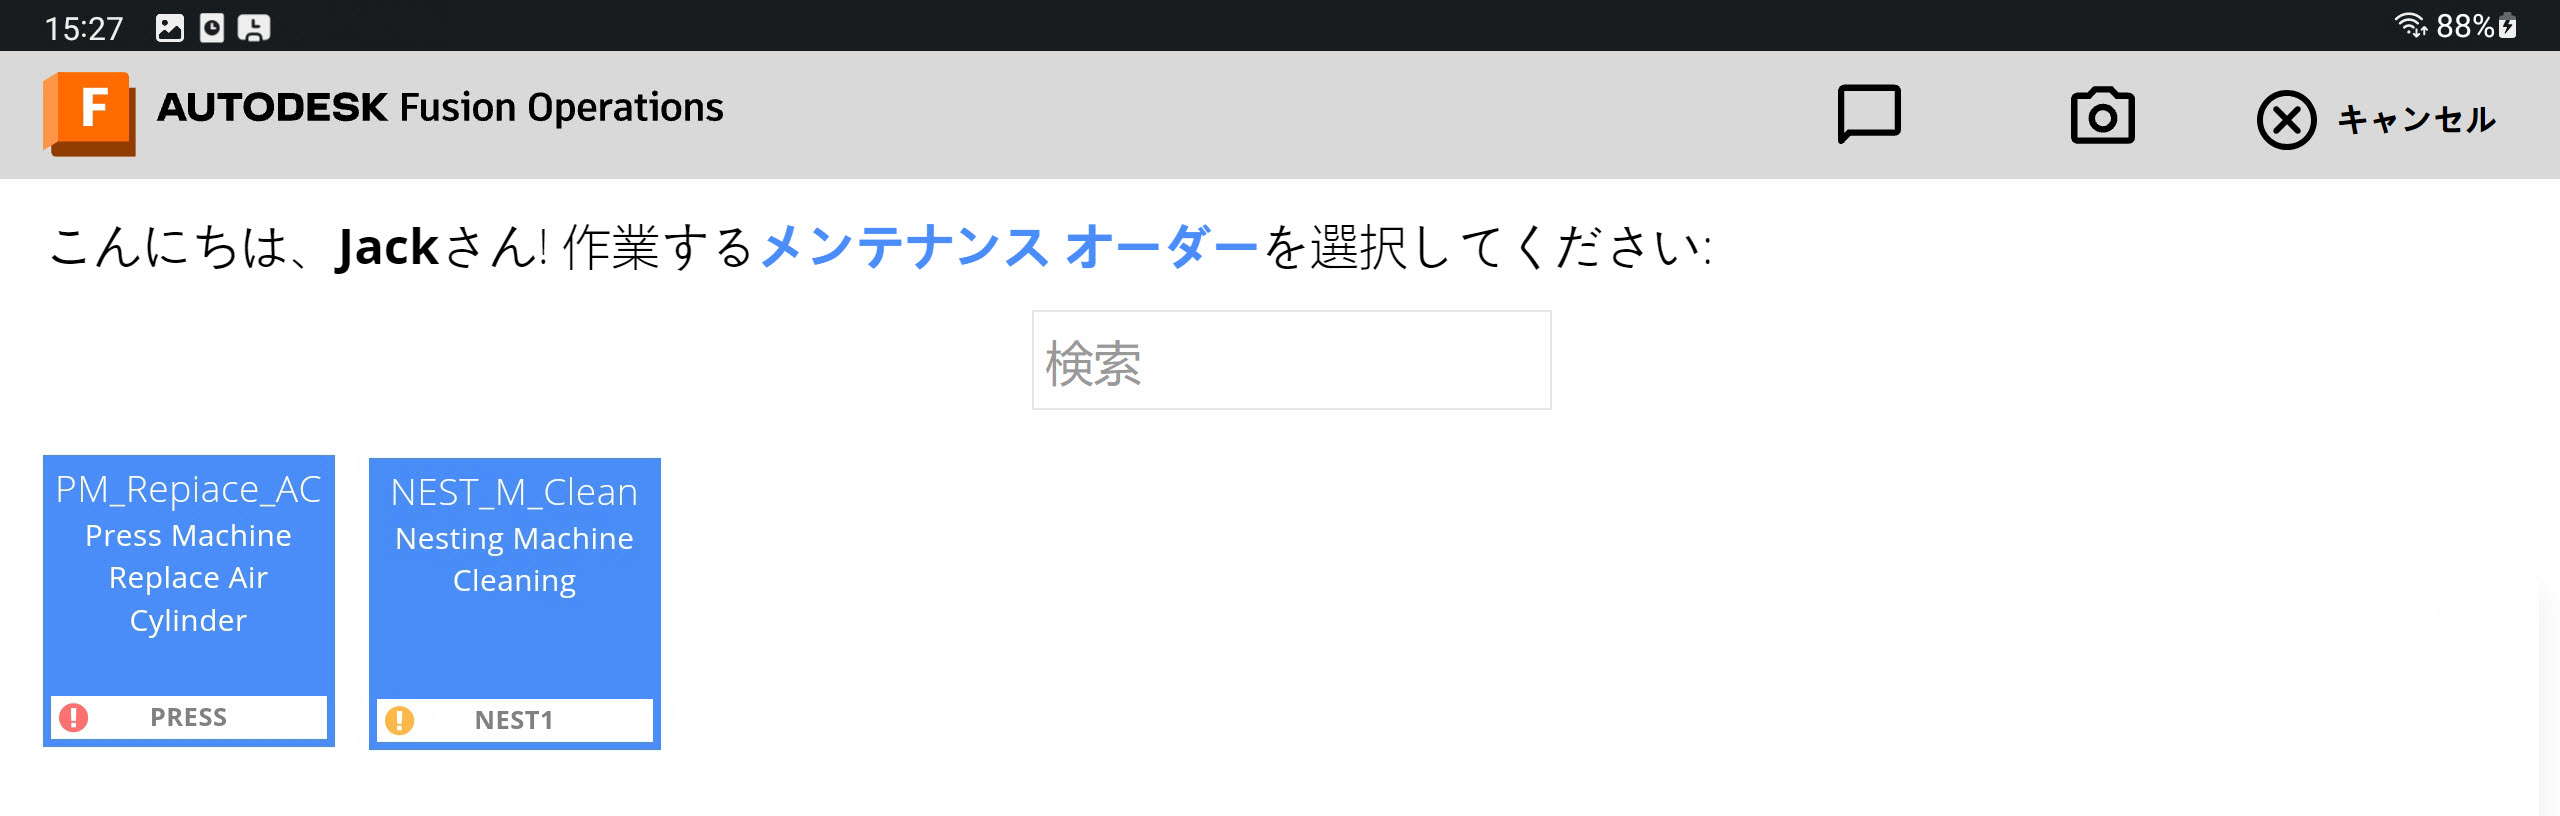 15:27
88%
F AUTODESK Fusion Operations
キャンセル
こんにちは、Jackさん! 作業するメンテナンス オーダーを選択してください:
検索
PM_Repiace_AC
Press Machine
Replace Air
Cylinder
PRESS
NEST_M_Clean
Nesting Machine
Cleaning
NEST1